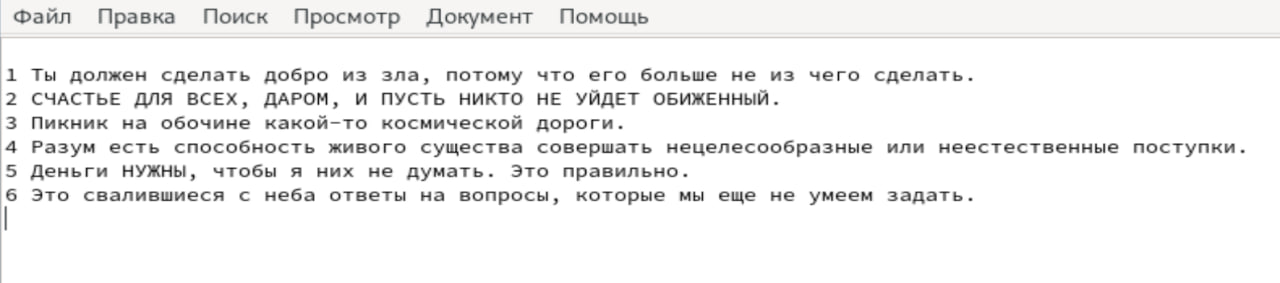 Файл Правка Поиск Просмотр Документ Помощь
1 Ты должен сделать добро из зла, потому что его больше не из чего сделать.
2 СЧАСТЬЕ ДЛЯ ВСЕХ, ДАРОМ, И ПУСТЬ НИКТО НЕ УЙДЕТ ОБИЖЕННЫЙ.
3 Пикник на обочине какой-то космической дороги.
4 Разум есть способность живого существа совершать нецелесообразные или неестественные поступки.
5 Деньги НУЖНЫ, чтобы я них не думать. Это правильно.
6 Это свалившиеся с неба ответы на вопросы, которые мы еще не умеем задать.